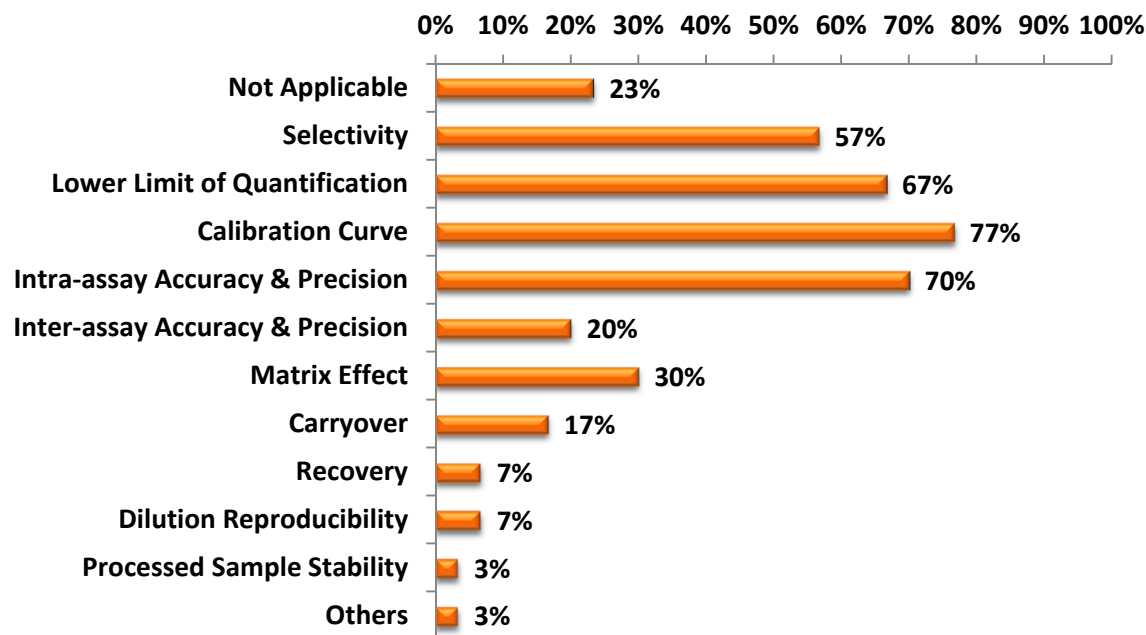 0% 10% 20% 30% 40% 50% 60% 70% 80% 90% 100%
Not Applicable 23%
Selectivity 57%
Lower Limit of Quantification 67%
Calibration Curve 77%
Intra-assay Accuracy & Precision 70%
Inter-assay Accuracy & Precision 20%
Matrix Effect 30%
Carryover 17%
Recovery 7%
Dilution Reproducibility 7%
Processed Sample Stability 3%
Others 3%